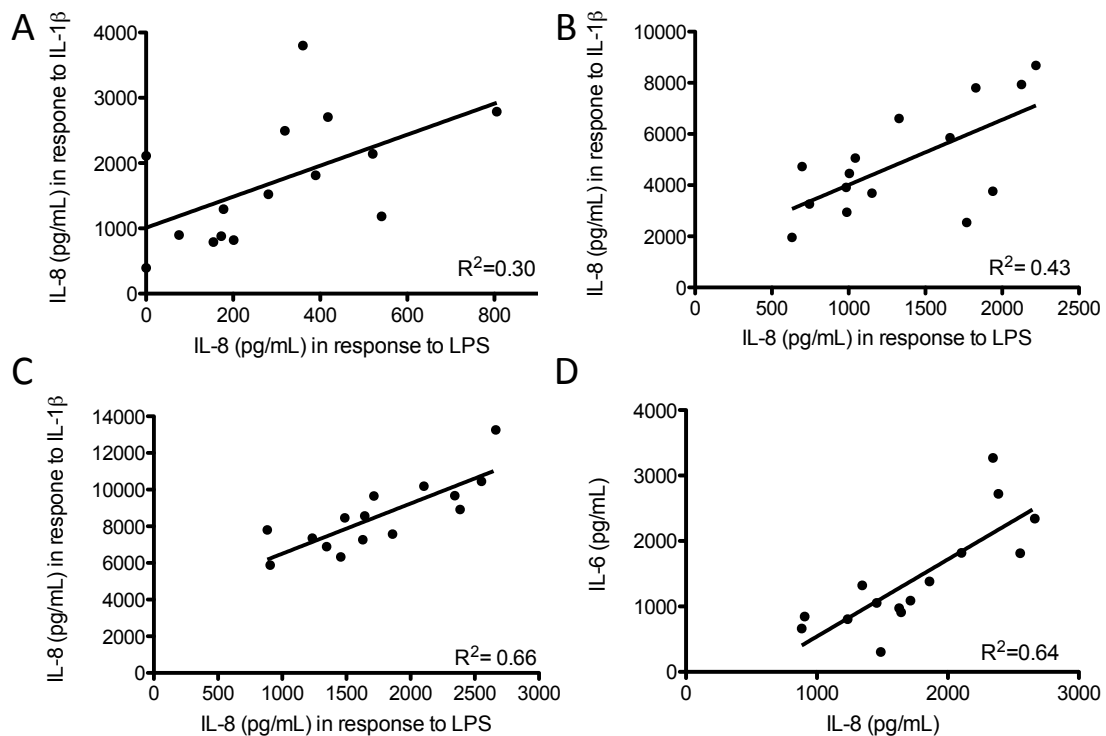 A
IL-8 (pg/mL) in respone to IL-1β
4000
3000
2000
1000
0
0 200 400 600 800
R²=0.30
IL-8 (pg/mL) in response to LPS
B
IL-8 (pg/mL) in respone to IL-1β
10000
8000
6000
4000
2000
0
0 500 1000 1500 2000 2500
R²= 0.43
IL-8 (pg/mL) in response to LPS
C
IL-8 (pg/mL) in respone to IL-1β
14000
12000
10000
8000
6000
4000
2000
0
0 500 1000 1500 2000 2500 3000
R²= 0.66
IL-8 (pg/mL) in response to LPS
D
IL-6 (pg/mL)
4000
3000
2000
1000
0
0 1000 2000 3000
R²=0.64
IL-8 (pg/mL)